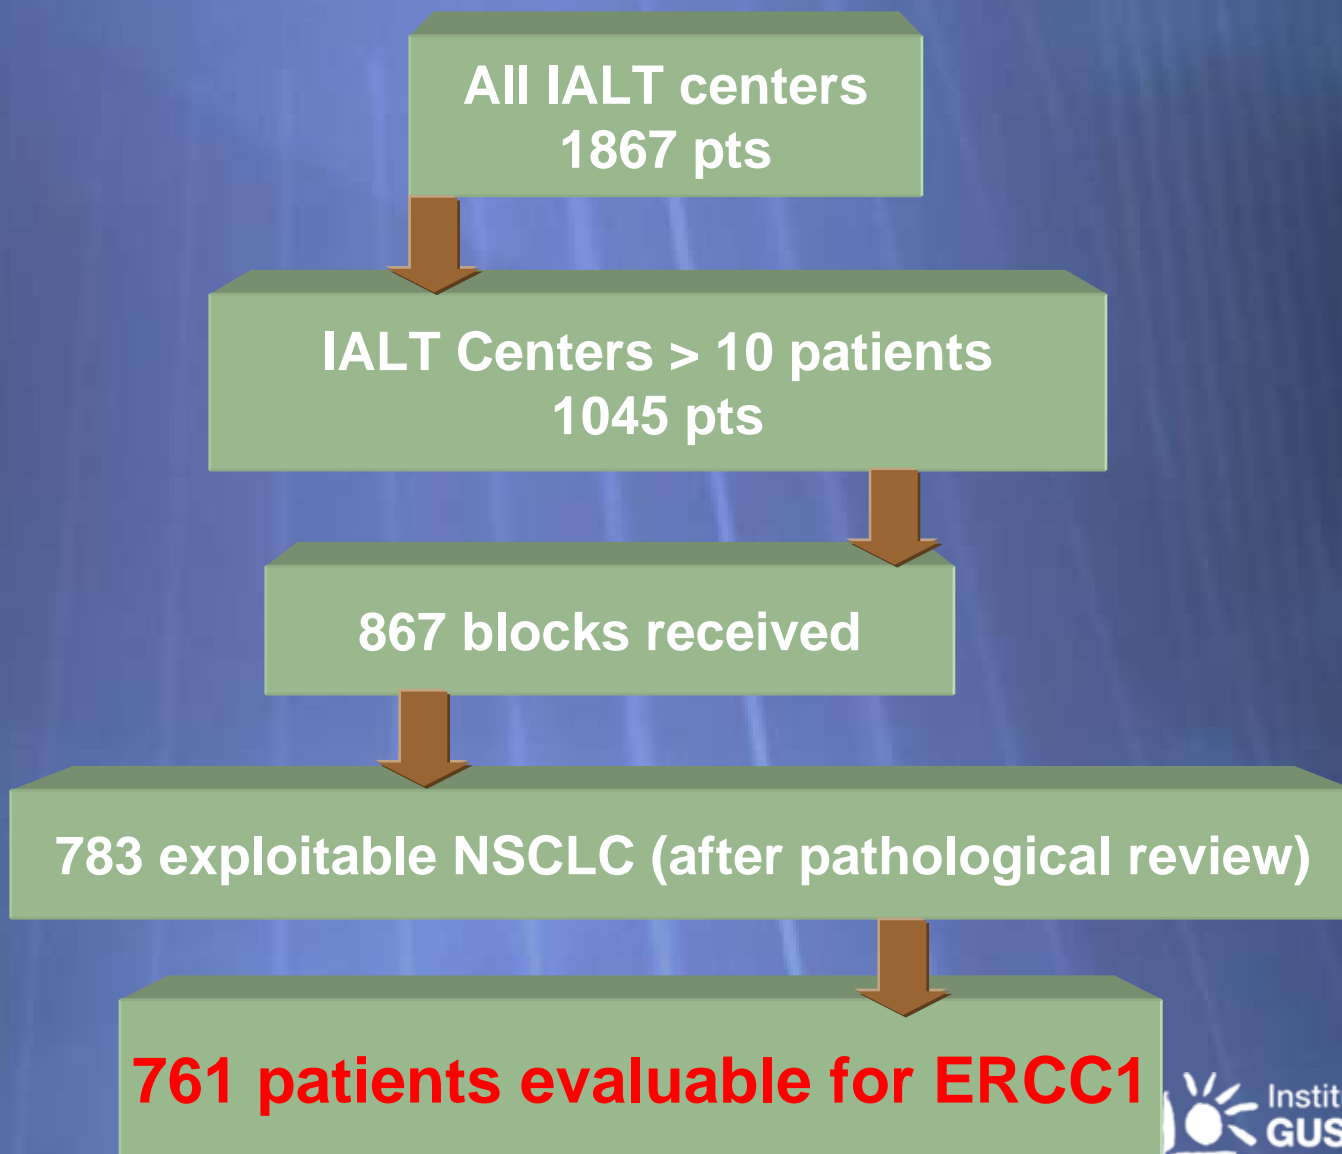 All IALT centers
1867 pts
IALT Centers > 10 patients
1045 pts
867 blocks received
783 exploitable NSCLC (after pathological review)
761 patients evaluable for ERCC1